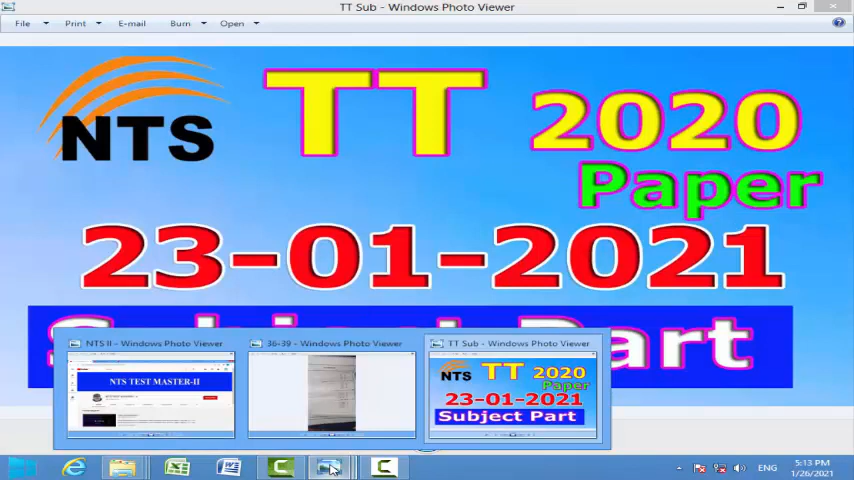 TT Sub - Windows Photo Viewer
File Print E-mail Burn Open
NTS
TT 2020
Paper
23-01-2021
Subject Part
NTS II - Windows Photo Viewer
36-39 - Windows Photo Viewer
TT Sub - Windows Photo Viewer
NTS TEST MASTER-II
NTS TT 2020
Paper
23-01-2021
Subject Part
ENG
5:13 PM
1/26/2021